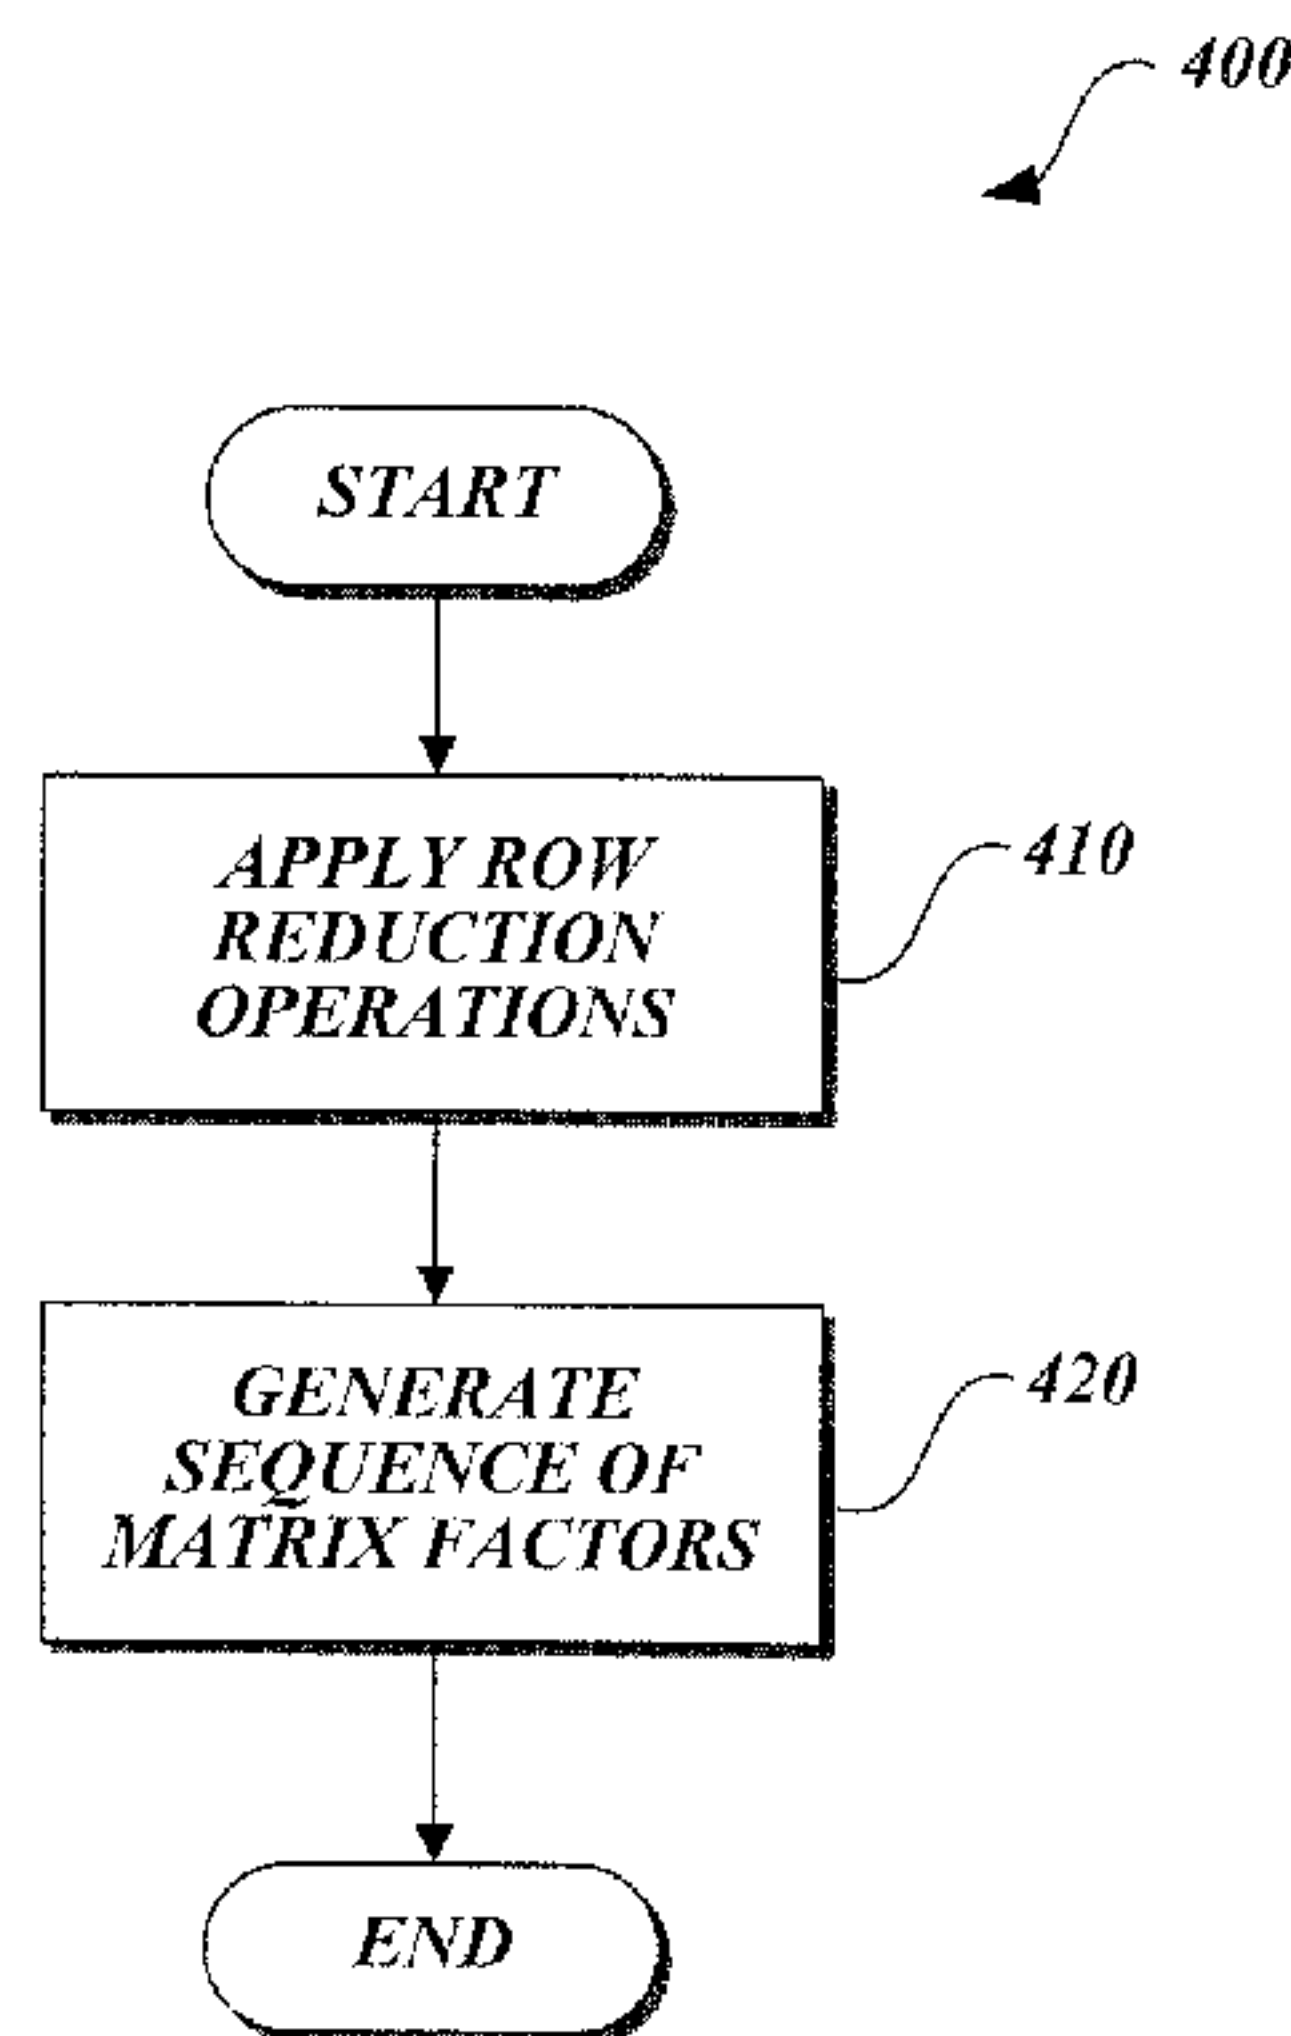 400
START
APPLY ROW
REDUCTION
OPERATIONS
410
GENERATE
SEQUENCE OF
MATRIX FACTORS
420
END